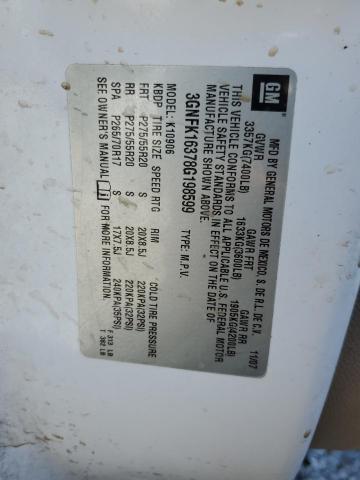 GM
MFD BY GENERAL MOTORS DE MEXICO, S. DE R.L. DE C.V.
11/07
GVWR GAWR FRT GAWR RR
3357KG(7400LB) 1633KG(3600LB) 1905KG(4200LB)
THIS VEHICLE CONFORMS TO ALL APPLICABLE U.S. FEDERAL MOTOR
VEHICLE SAFETY STANDARDS IN EFFECT ON THE DATE OF
MANUFACTURE SHOWN ABOVE.
3GNFK16378G198599 TYPE: M.P.V.
MODEL: K10906
KBDP TIRE SIZE SPEED RTG RIM COLD TIRE PRESSURE
FRT P275/55R20 S 20X8.5J 220KPA(32PSI)
RR P275/55R20 S 20X8.5J 220KPA(32PSI)
SPA P265/70R17 S 17X7.5J 240KPA(35PSI)
SEE OWNER'S MANUAL FOR MORE INFORMATION.
F 313 LB
T 382 LB